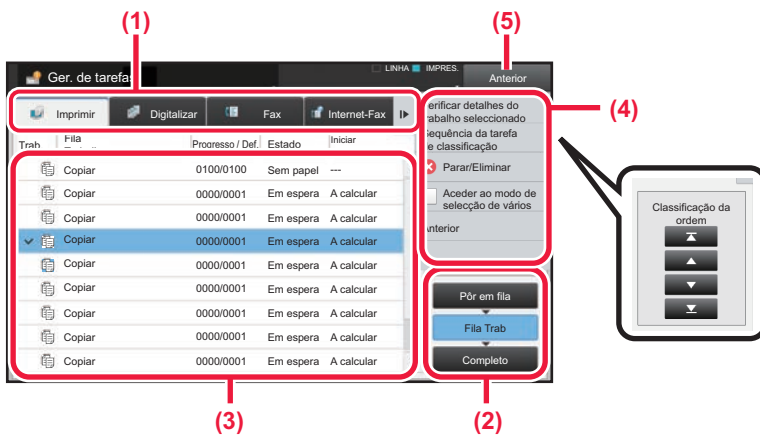 (1)
(5)
Ger. de tarefas
LINHA
IMPRES.
Anterior
Imprimir
Digitalizar
Fax
Internet-Fax
(4)
Trab
Fila
Progresso / Def.
Estado
Iniciar
Copiar 0100/0100 Sem papel ---
Copiar 0000/0001 Em espera A calcular
Copiar 0000/0001 Em espera A calcular
Copiar 0000/0001 Em espera A calcular
Copiar 0000/0001 Em espera A calcular
Copiar 0000/0001 Em espera A calcular
Copiar 0000/0001 Em espera A calcular
Copiar 0000/0001 Em espera A calcular
Copiar 0000/0001 Em espera A calcular
erificar detalhes do
rabalho seleccionado
Sequência da tarefa
e classificação
Parar/Eliminar
Aceder ao modo de
selecção de vários
nterior
Pôr em fila
Fila Trab
Completo
Classificação da
ordem
(3)
(2)